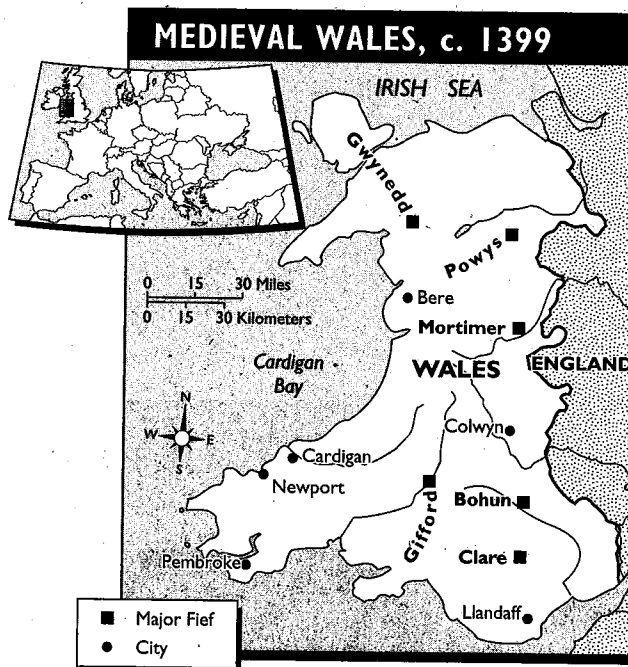 MEDIEVAL WALES, c. 1399
IRISH SEA
Gwynedd
Powys
Bere
0 15 30 Miles
0 15 30 Kilometers
Mortimer
Cardigan
Bay
WALES
ENGLAND
Colwyn
N
W E
S
Cardigan
Newport
Gifford
Bohun
Pembroke
Clare
Llandaff
Major Fief
City